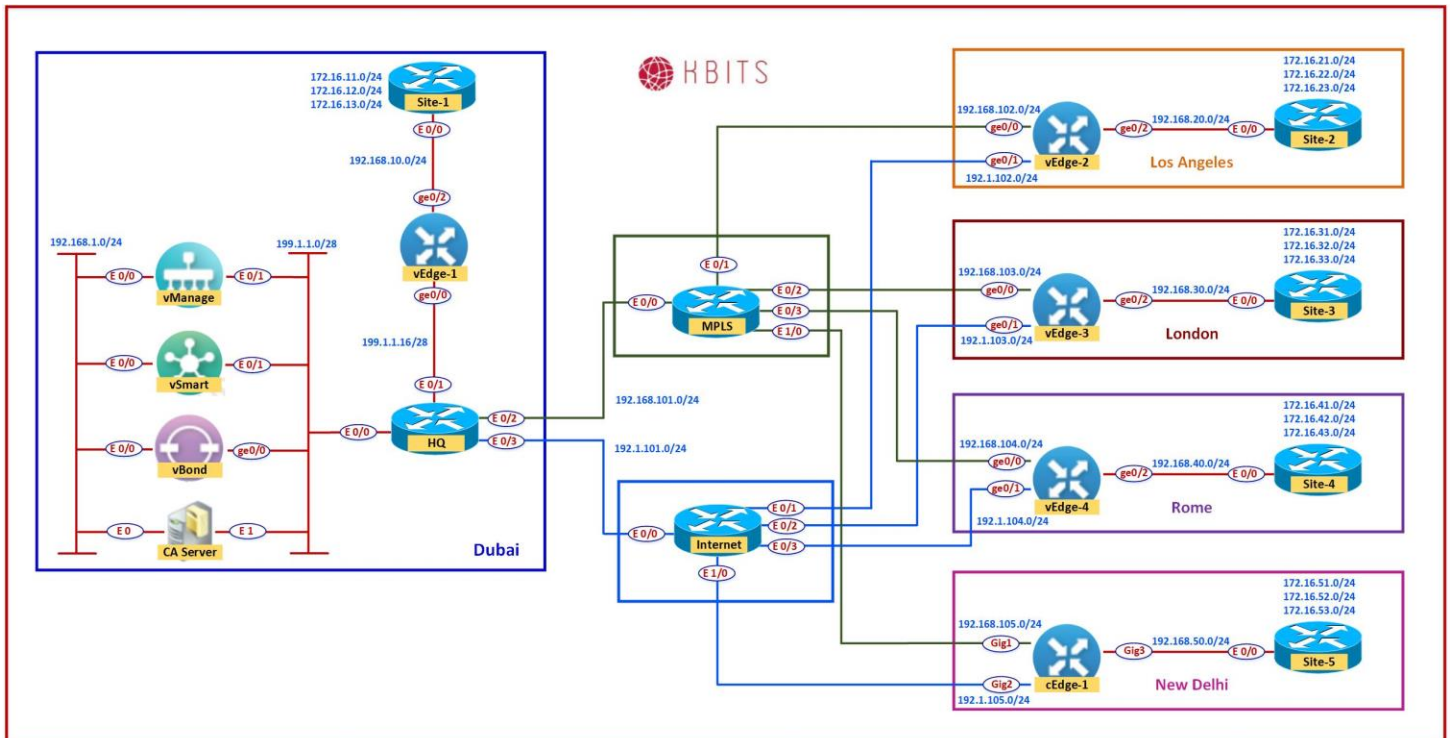 KBITS
172.16.11.0/24
172.16.12.0/24
172.16.13.0/24
Site-1
E 0/0
192.168.10.0/24
ge0/2
vEdge-1
ge0/0
199.1.1.16/28
E 0/1
192.168.1.0/24
199.1.1.0/28
E 0/0
vManage
E 0/1
E 0/0
vSmart
E 0/1
E 0/0
vBond
ge0/0
E 0
CA Server
E 1
E 0/0
HQ
E 0/2
E 0/3
Dubai
192.168.101.0/24
192.1.101.0/24
E 0/1
E 0/0
MPLS
E 0/2
E 0/3
E 1/0
E 0/0
Internet
E 0/1
E 0/2
E 0/3
E 1/0
172.16.21.0/24
172.16.22.0/24
172.16.23.0/24
192.168.102.0/24
ge0/0
ge0/1
192.1.102.0/24
vEdge-2
ge0/2
192.168.20.0/24
E 0/0
Site-2
Los Angeles
172.16.31.0/24
172.16.32.0/24
172.16.33.0/24
192.168.103.0/24
ge0/0
ge0/1
192.1.103.0/24
vEdge-3
ge0/2
192.168.30.0/24
E 0/0
Site-3
London
172.16.41.0/24
172.16.42.0/24
172.16.43.0/24
192.168.104.0/24
ge0/0
ge0/1
192.1.104.0/24
vEdge-4
ge0/2
192.168.40.0/24
E 0/0
Site-4
Rome
172.16.51.0/24
172.16.52.0/24
172.16.53.0/24
192.168.105.0/24
Gig1
Gig2
192.1.105.0/24
cEdge-1
Gig3
192.168.50.0/24
E 0/0
Site-5
New Delhi